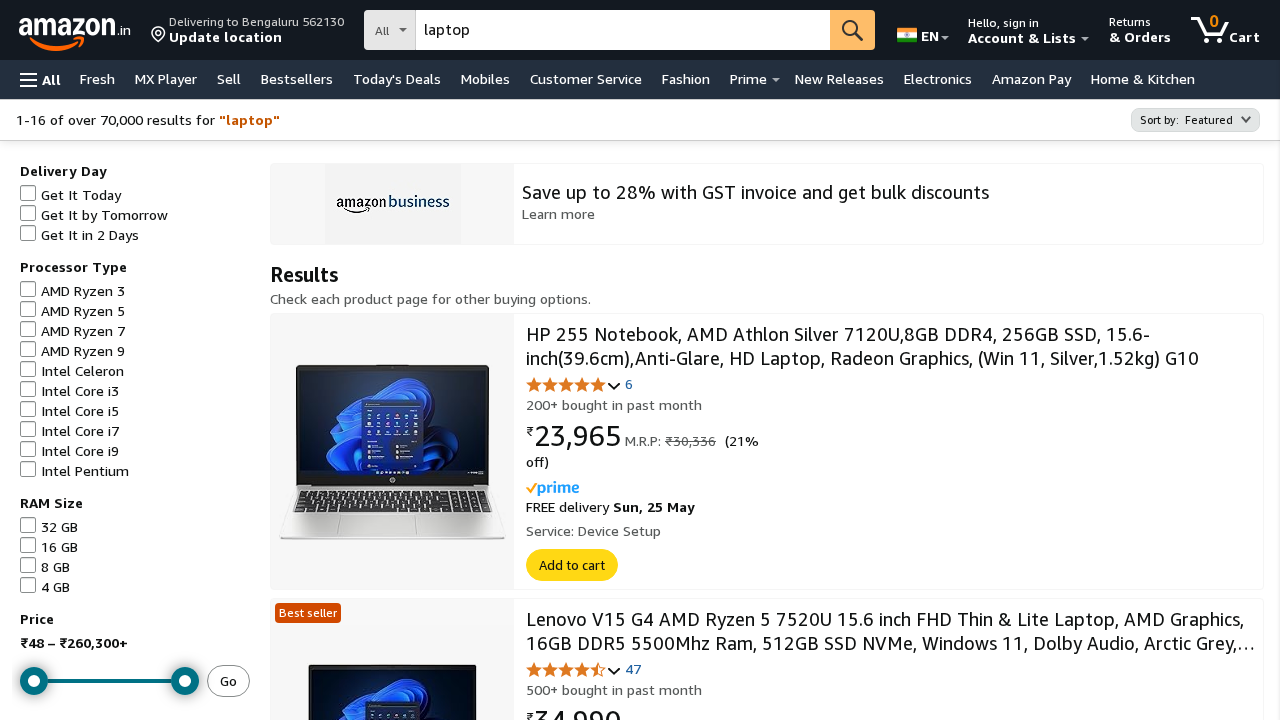 amazon.in
Delivering to Bengaluru 562130
Update location
All
laptop
EN
Hello, sign in
Account & Lists
Returns
& Orders
0
Cart
All
Fresh
MX Player
Sell
Bestsellers
Today's Deals
Mobiles
Customer Service
Fashion
Prime
New Releases
Electronics
Amazon Pay
Home & Kitchen
1-16 of over 70,000 results for "laptop"
Sort by: Featured
Delivery Day
Get It Today
Get It by Tomorrow
Get It in 2 Days
Processor Type
AMD Ryzen 3
AMD Ryzen 5
AMD Ryzen 7
AMD Ryzen 9
Intel Celeron
Intel Core i3
Intel Core i5
Intel Core i7
Intel Core i9
Intel Pentium
RAM Size
32 GB
16 GB
8 GB
4 GB
Price
₹48 – ₹260,300+
Go
amazon business
Save up to 28% with GST invoice and get bulk discounts
Learn more
Results
Check each product page for other buying options.
HP 255 Notebook, AMD Athlon Silver 7120U,8GB DDR4, 256GB SSD, 15.6-
inch(39.6cm),Anti-Glare, HD Laptop, Radeon Graphics, (Win 11, Silver,1.52kg) G10
6
200+ bought in past month
₹23,965 M.R.P: ₹30,336 (21%
off)
prime
FREE delivery Sun, 25 May
Service: Device Setup
Add to cart
Best seller
Lenovo V15 G4 AMD Ryzen 5 7520U 15.6 inch FHD Thin & Lite Laptop, AMD Graphics,
16GB DDR5 5500Mhz Ram, 512GB SSD NVMe, Windows 11, Dolby Audio, Arctic Grey,…
47
500+ bought in past month
₹34,990